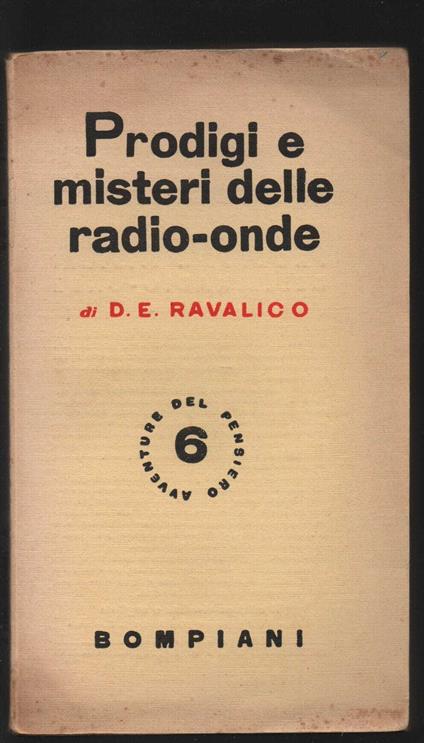 Prodigi e
misteri delle
radio-onde
di D. E. RAVALICO
AVVENTURE DEL PENSIERO
6
BOMPIANI